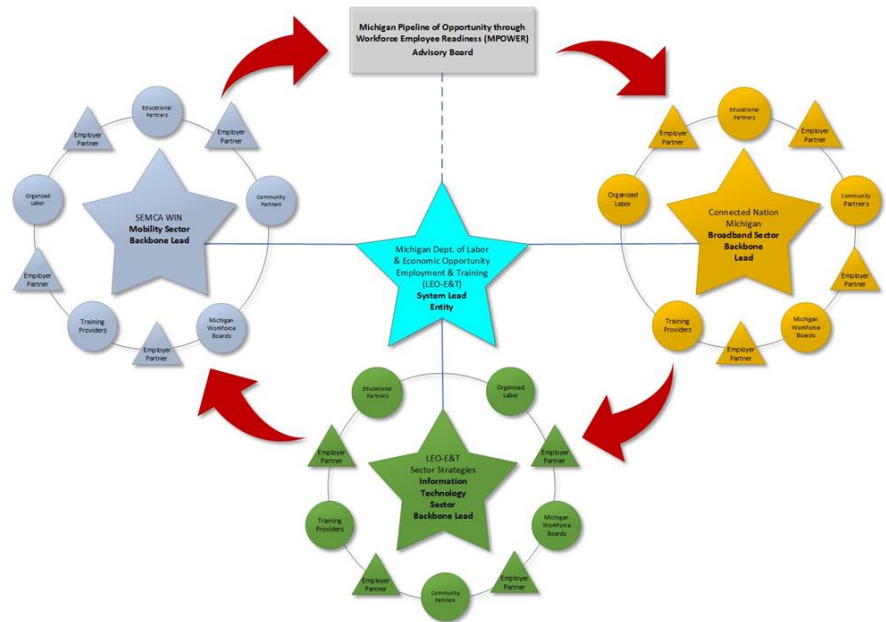 Michigan Pipeline of Opportunity through
Workforce Employee Readiness (MPOWER)
Advisory Board
Educational
Partners
Employer
Partner
Employer
Partner
Organized
Labor
Community
Partners
SEMCA WIN
Mobility Sector
Backbone Lead
Employer
Partner
Training
Providers
Employer
Partner
Michigan
Workforce
Boards
Michigan Dept. of Labor
& Economic Opportunity
Employment & Training
(LEO-E&T)
System Lead
Entity
Educational
Partners
Employer
Partner
Employer
Partner
Organized
Labor
Community
Partners
Connected Nation
Michigan
Broadband Sector
Backbone
Lead
Employer
Partner
Employer
Partner
Training
Providers
Employer
Partner
Michigan
Workforce
Boards
Educational
Partners
Organized
Labor
Employer
Partner
Employer
Partner
LEO-E&T
Sector Strategies
Information
Technology
Sector
Backbone Lead
Training
Providers
Michigan
Workforce
Boards
Employer
Partner
Employer
Partner
Community
Partners